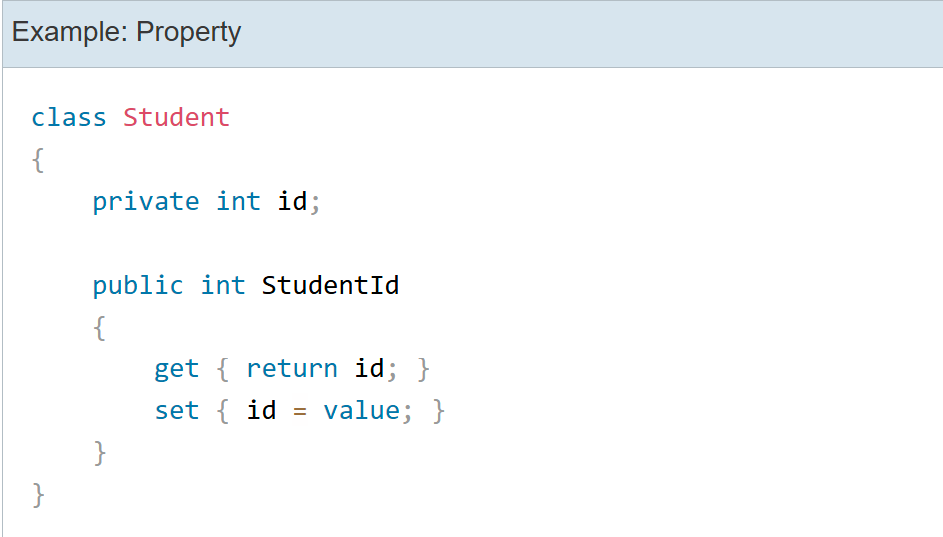 Example: Property
class Student
{
    private int id;
    public int StudentId
    {
        get { return id; }
        set { id = value; }
    }
}